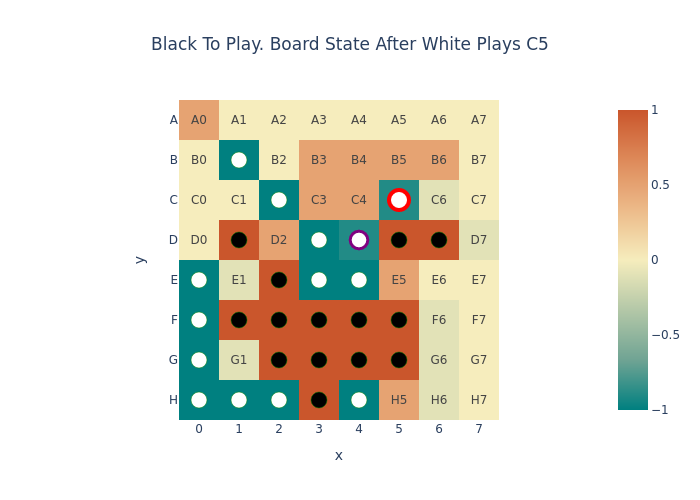 Black To Play. Board State After White Plays C5
A A0 A1 A2 A3 A4 A5 A6 A7
B B0 B2 B3 B4 B5 B6 B7
C C0 C1 C3 C4 C6 C7
D D0 D2 D7
E E1 E5 E6 E7
F F6 F7
G G1 G6 G7
H H5 H6 H7
0 1 2 3 4 5 6 7
x
y
1
0.5
0
−0.5
−1